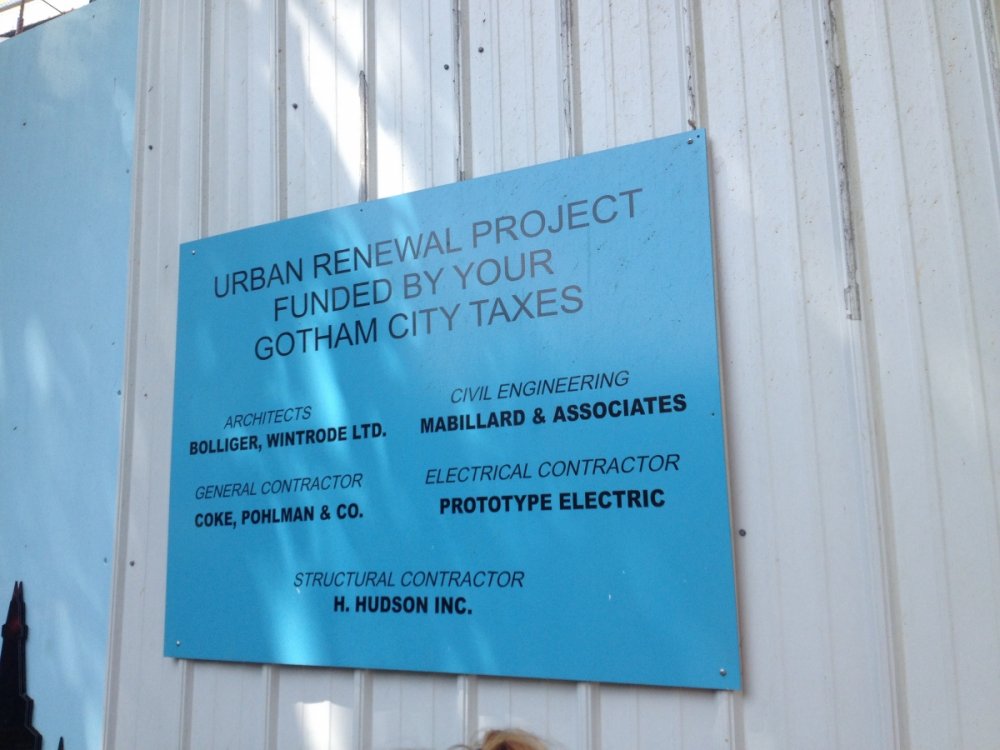 URBAN RENEWAL PROJECT
FUNDED BY YOUR
GOTHAM CITY TAXES
ARCHITECTS
BOLLIGER, WINTRODE LTD.
CIVIL ENGINEERING
MABILLARD & ASSOCIATES
GENERAL CONTRACTOR
COKE, POHLMAN & CO.
ELECTRICAL CONTRACTOR
PROTOTYPE ELECTRIC
STRUCTURAL CONTRACTOR
H. HUDSON INC.